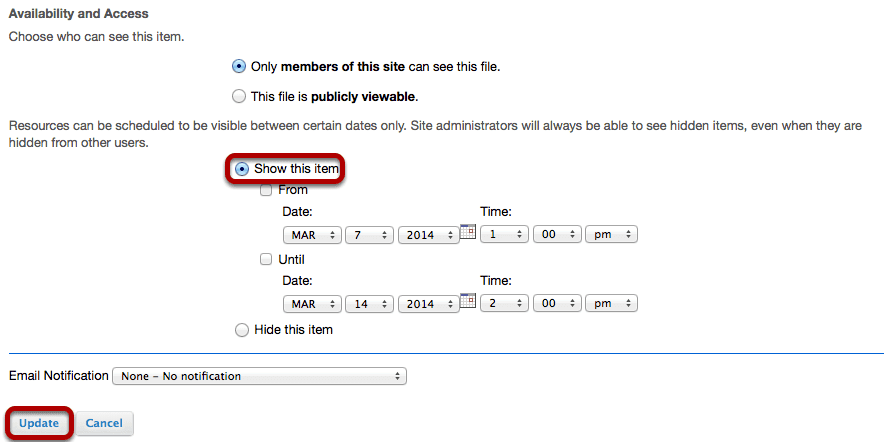 Availability and Access
Choose who can see this item.
Only members of this site can see this file.
This file is publicly viewable.
Resources can be scheduled to be visible between certain dates only. Site administrators will always be able to see hidden items, even when they are
hidden from other users.
Show this item
From
Date: Time:
MAR 7 2014 1 00 pm
Until
Date: Time:
MAR 14 2014 2 00 pm
Hide this item
Email Notification None – No notification
Update Cancel